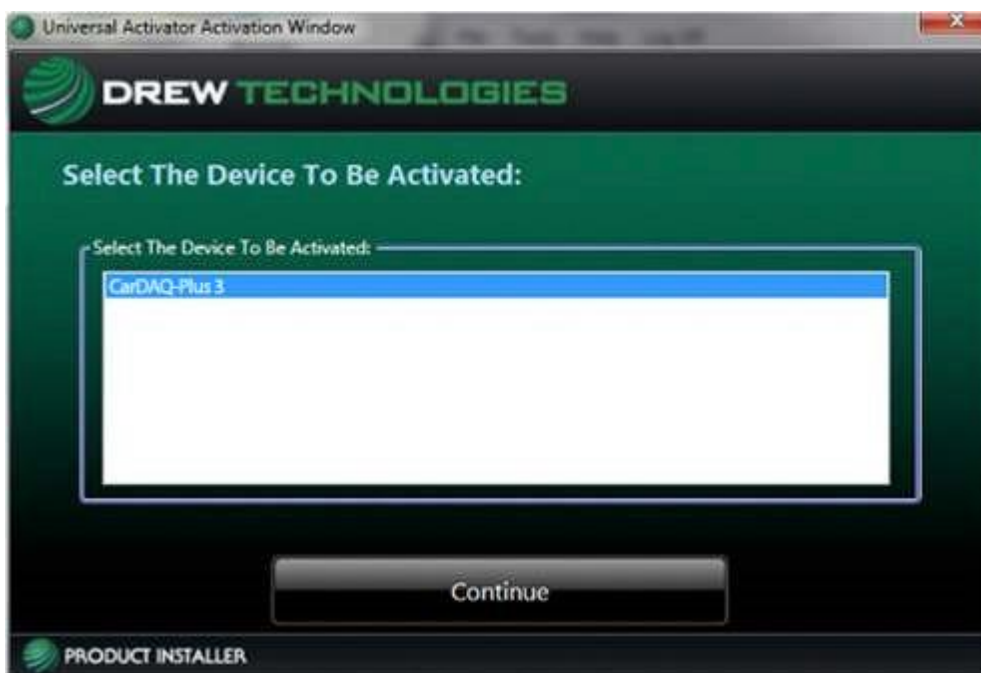 Universal Activator Activation Window
DREW TECHNOLOGIES
Select The Device To Be Activated:
Select The Device To Be Activated:
CarDAQ-Plus 3
Continue
PRODUCT INSTALLER